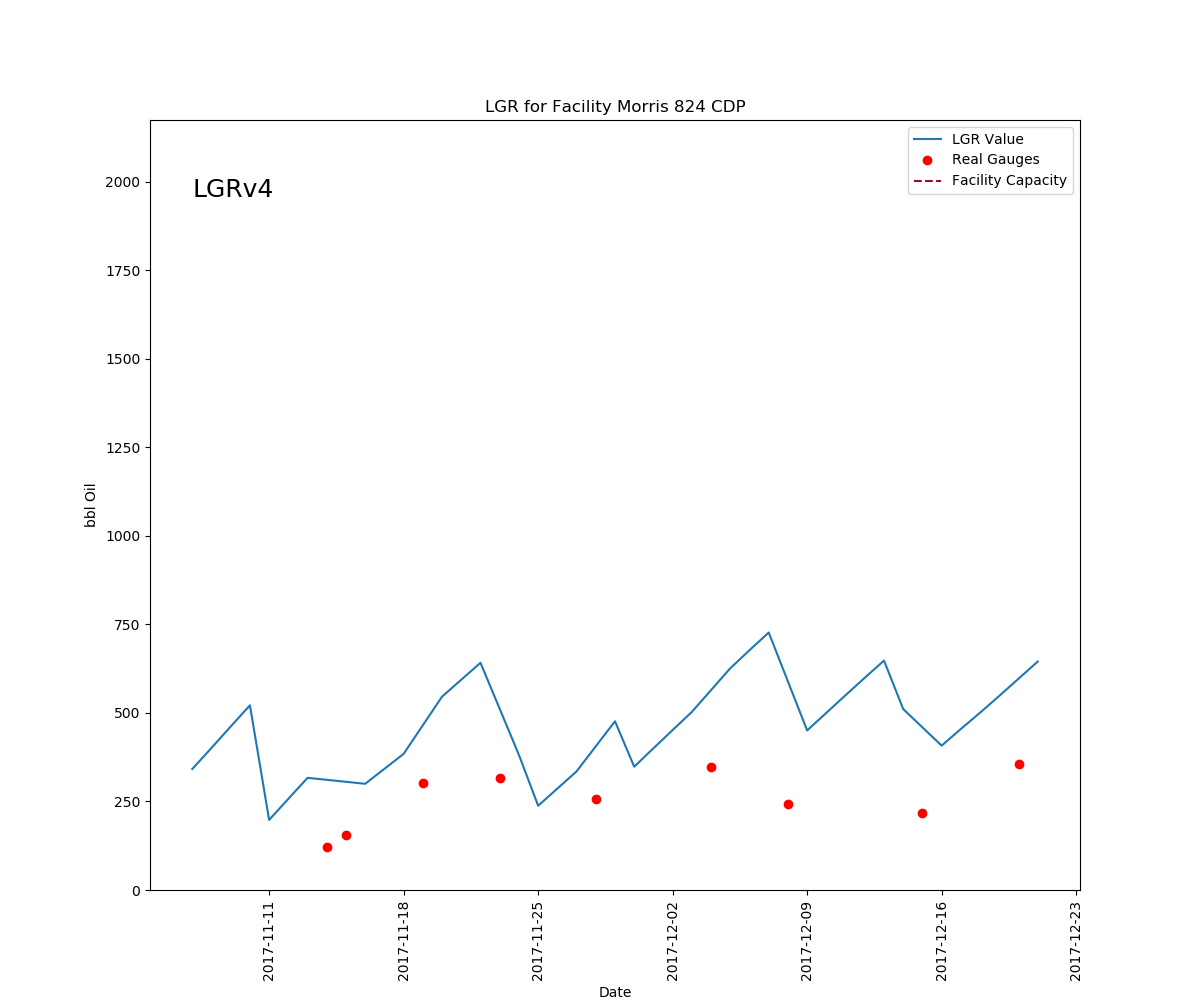 LGR for Facility Morris 824 CDP
LGRv4
LGR Value
Real Gauges
Facility Capacity
2000
1750
1500
1250
1000
750
500
250
0
bbl Oil
2017-11-11
2017-11-18
2017-11-25
2017-12-02
2017-12-09
2017-12-16
2017-12-23
Date